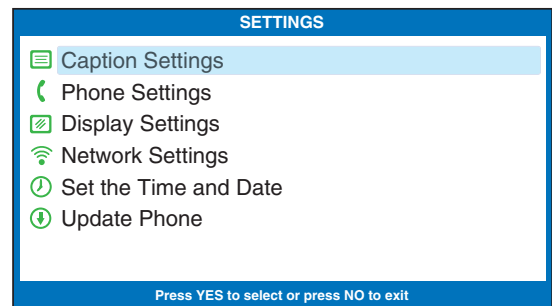 SETTINGS
Caption Settings
Phone Settings
Display Settings
Network Settings
Set the Time and Date
Update Phone
Press YES to select or press NO to exit